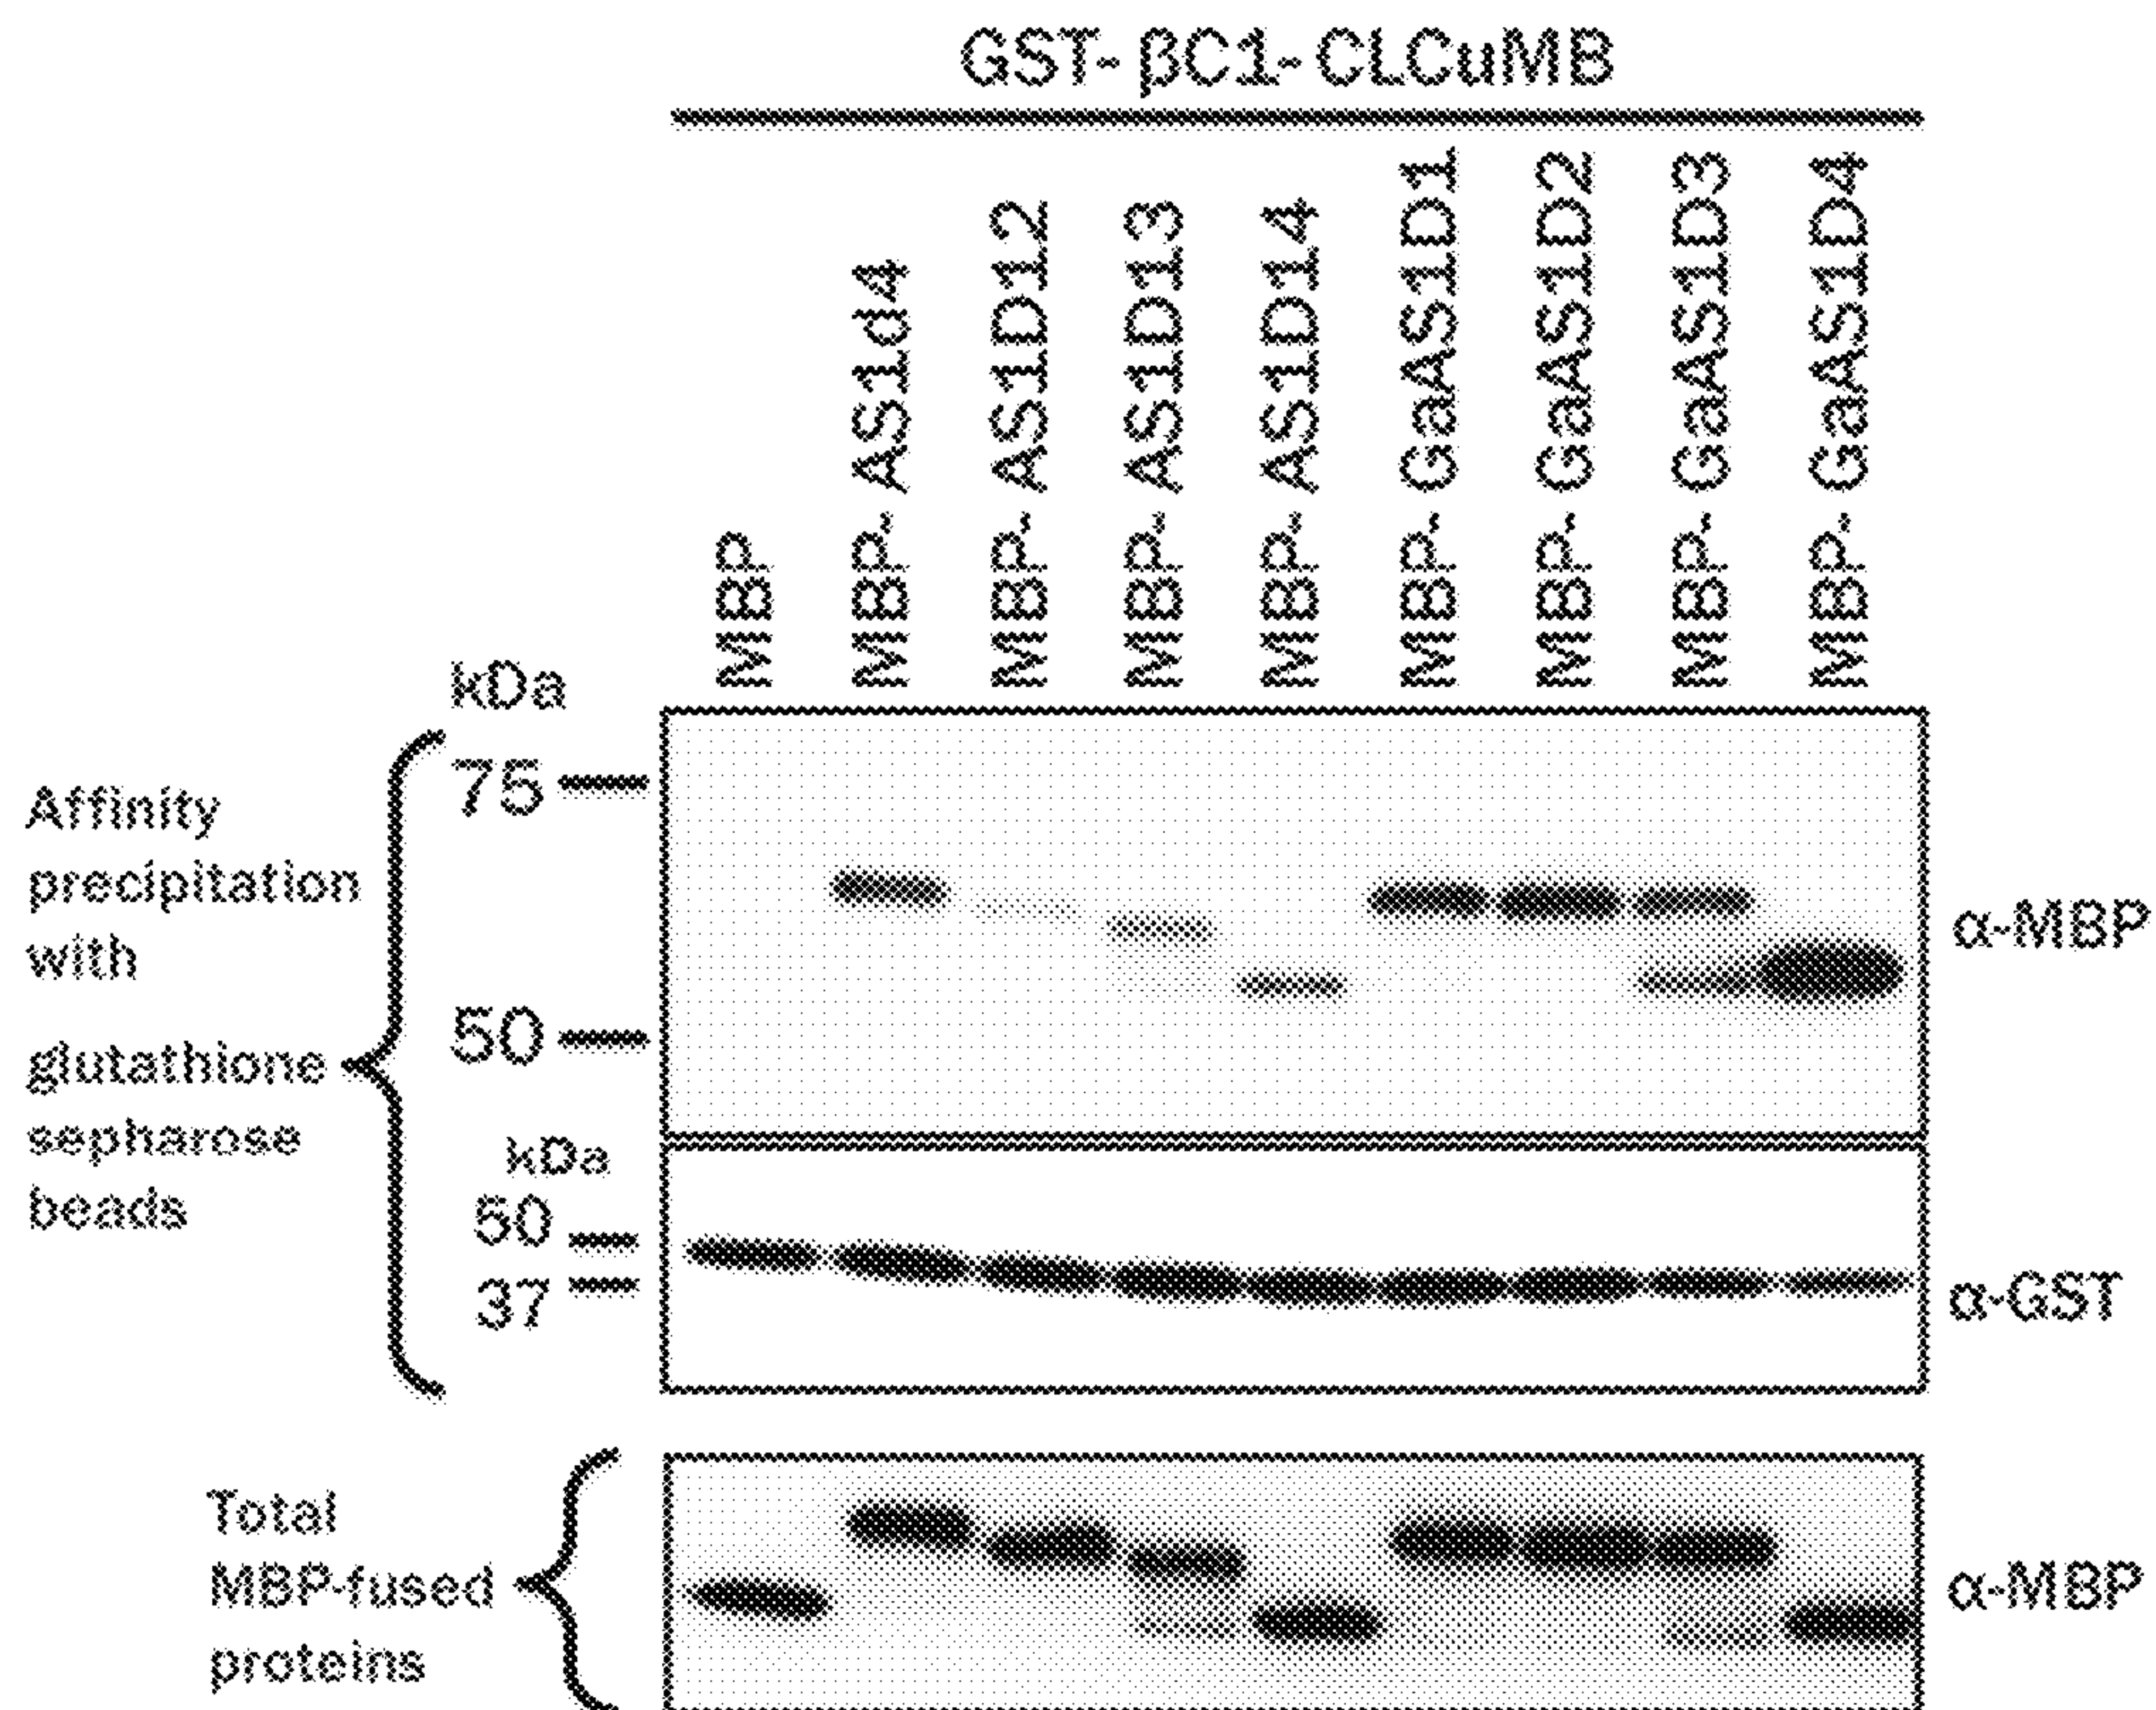 GST- βC1- CLCuMB
MBP
MBP- AS1d4
MBP- AS1D12
MBP- AS1D13
MBP- AS1D14
MBP- GaAS1D1
MBP- GaAS1D2
MBP- GaAS1D3
MBP- GaAS1D4
kDa
75
50
Affinity
precipitation
with
glutathione
sepharose
beads
α-MBP
kDa
50
37
α-GST
Total
MBP-fused
proteins
α-MBP